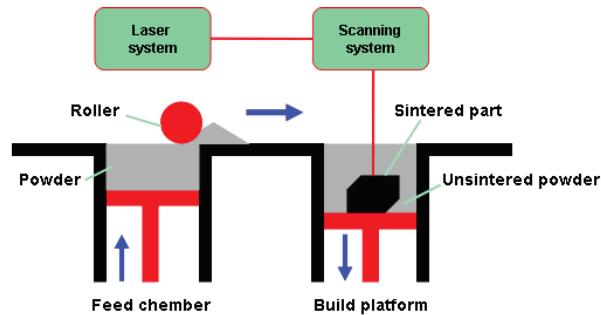 Laser
system
Scanning
system
Roller
Sintered part
Powder
Unsintered powder
Feed chember
Build platform